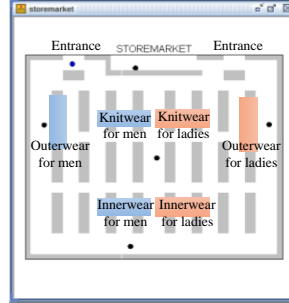 storemarket
Entrance
STOREMARKET
Entrance
Knitwear
for men
Knitwear
for ladies
Outerwear
for men
Outerwear
for ladies
Innerwear
for men
Innerwear
for ladies